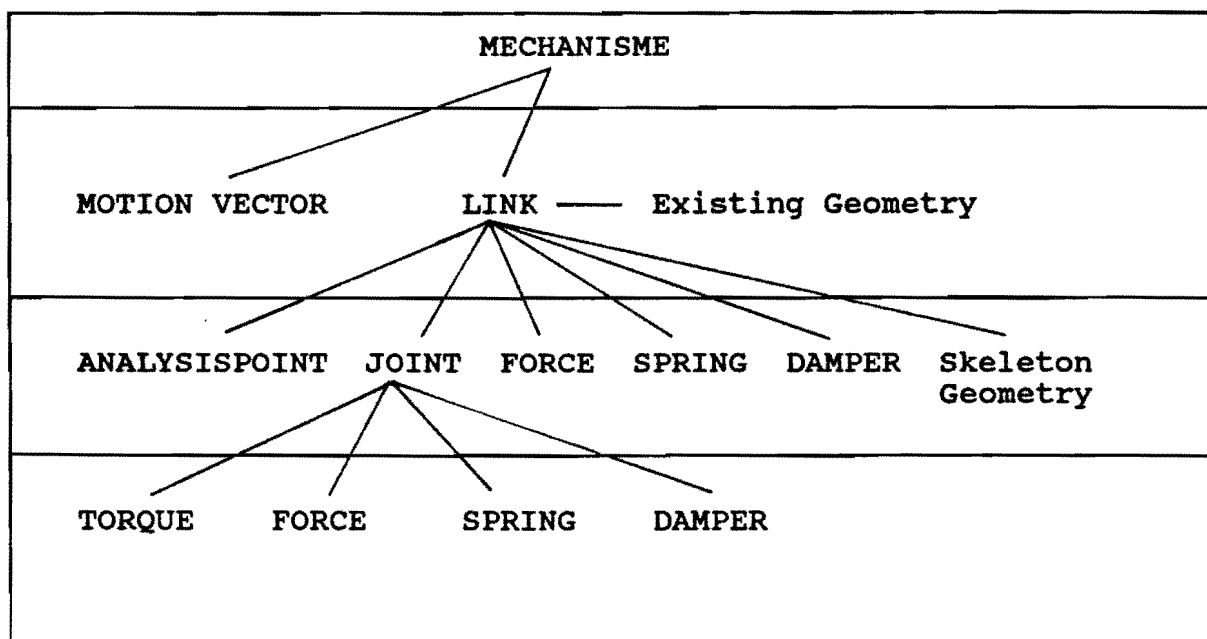 MECHANISME
MOTION VECTOR LINK Existing Geometry
ANALYSISPOINT JOINT FORCE SPRING DAMPER Skeleton
Geometry
TORQUE FORCE SPRING DAMPER